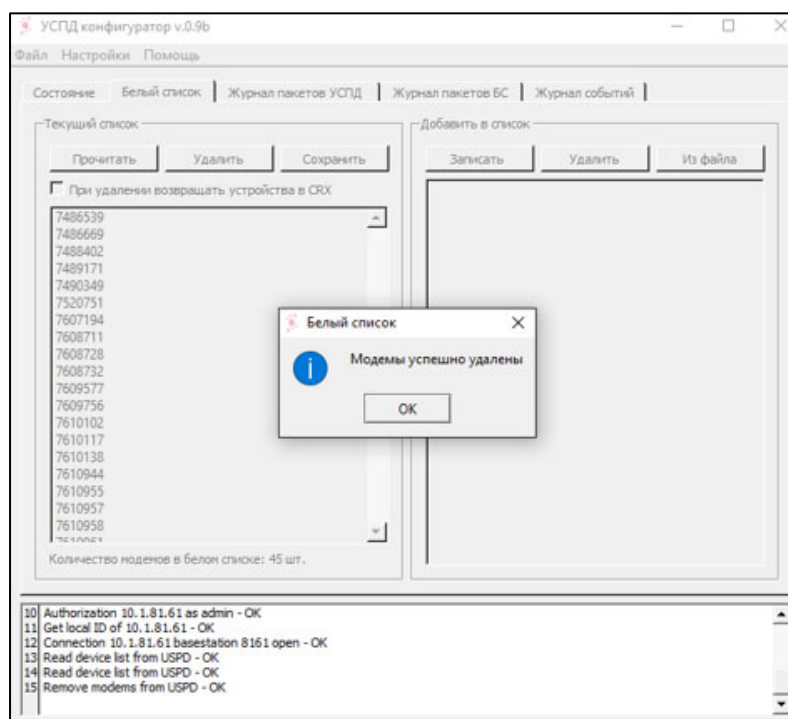 УСПД конфигуратор v.0.9b
Файл Настройки Помощь
Состояние Белый список Журнал пакетов УСПД Журнал пакетов БС Журнал событий
Текущий список
Прочитать Удалить Сохранить
При удалении возвращать устройства в CRX
7486539
7486669
7488402
7489171
7490349
7520751
7607194
7608711
7608728
7608732
7609577
7609756
7610102
7610117
7610138
7610944
7610955
7610957
7610958
Количество модемов в белом списке: 45 шт.
Добавить в список
Записать Удалить Из файла
Белый список
Модемы успешно удалены
ОК
10 Authorization 10.1.81.61 as admin - OK
11 Get local ID of 10.1.81.61 - OK
12 Connection 10.1.81.61 basestation 8161 open - OK
13 Read device list from USPD - OK
14 Read device list from USPD - OK
15 Remove modems from USPD - OK